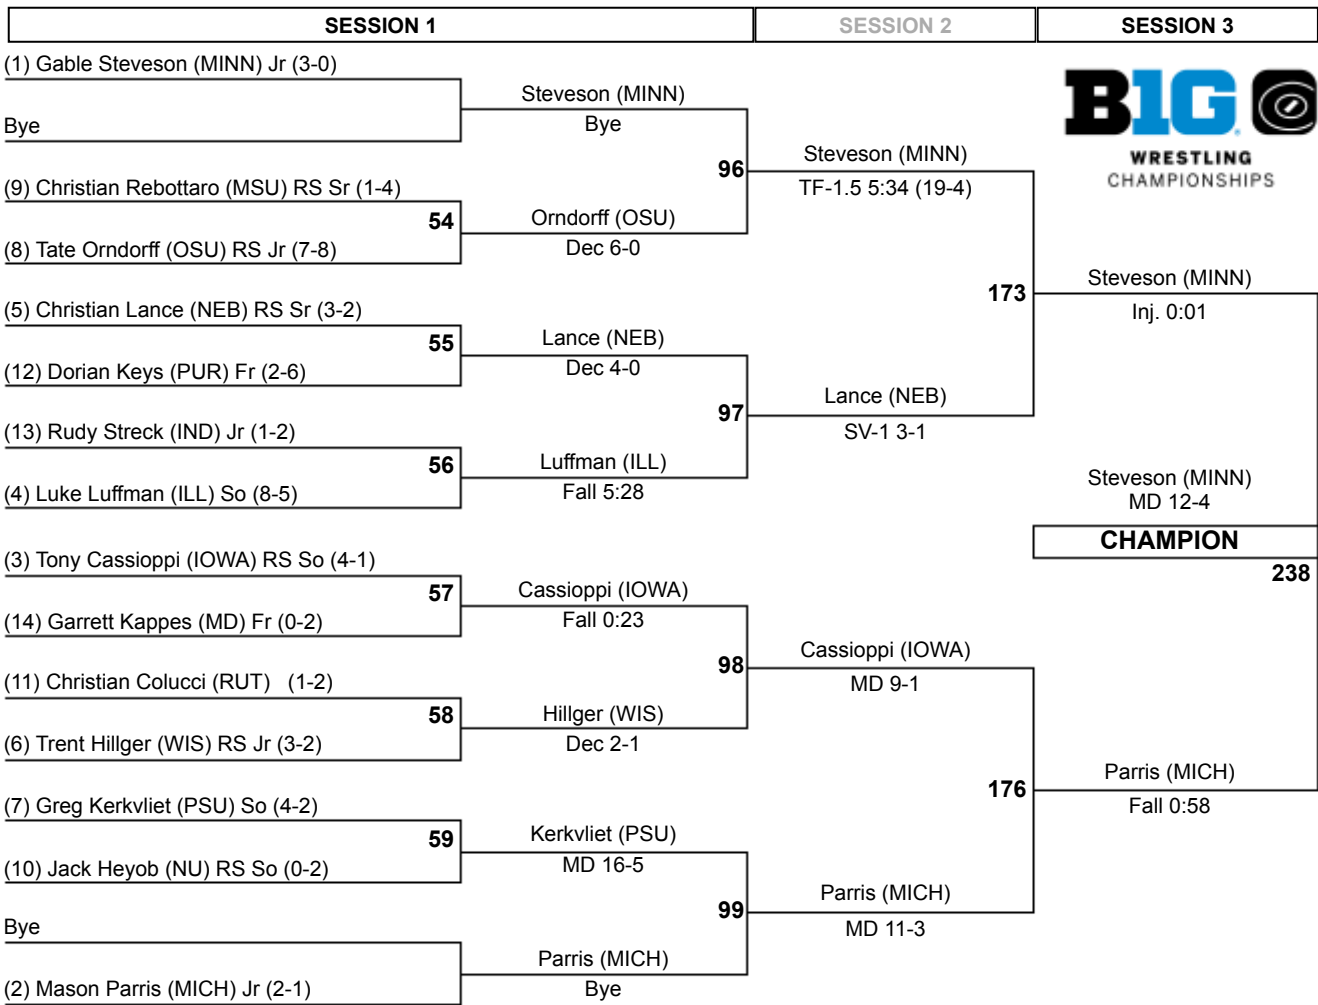 SESSION 1
SESSION 2
SESSION 3
(1) Gable Steveson (MINN) Jr (3-0)
Bye
(9) Christian Rebottaro (MSU) RS Sr (1-4)
54
(8) Tate Orndorff (OSU) RS Jr (7-8)
(5) Christian Lance (NEB) RS Sr (3-2)
55
(12) Dorian Keys (PUR) Fr (2-6)
(13) Rudy Streck (IND) Jr (1-2)
56
(4) Luke Luffman (ILL) So (8-5)
(3) Tony Cassioppi (IOWA) RS So (4-1)
57
(14) Garrett Kappes (MD) Fr (0-2)
(11) Christian Colucci (RUT) (1-2)
58
(6) Trent Hillger (WIS) RS Jr (3-2)
(7) Greg Kerkvliet (PSU) So (4-2)
59
(10) Jack Heyob (NU) RS So (0-2)
Bye
(2) Mason Parris (MICH) Jr (2-1)
Steveson (MINN)
Bye
96
Orndorff (OSU)
Dec 6-0
Lance (NEB)
Dec 4-0
97
Luffman (ILL)
Fall 5:28
Cassioppi (IOWA)
Fall 0:23
98
Hillger (WIS)
Dec 2-1
Kerkvliet (PSU)
MD 16-5
99
Parris (MICH)
Bye
Steveson (MINN)
TF-1.5 5:34 (19-4)
173
Lance (NEB)
SV-1 3-1
Cassioppi (IOWA)
MD 9-1
176
Parris (MICH)
MD 11-3
B1G
WRESTLING
CHAMPIONSHIPS
Steveson (MINN)
Inj. 0:01
Steveson (MINN)
MD 12-4
CHAMPION
238
Parris (MICH)
Fall 0:58